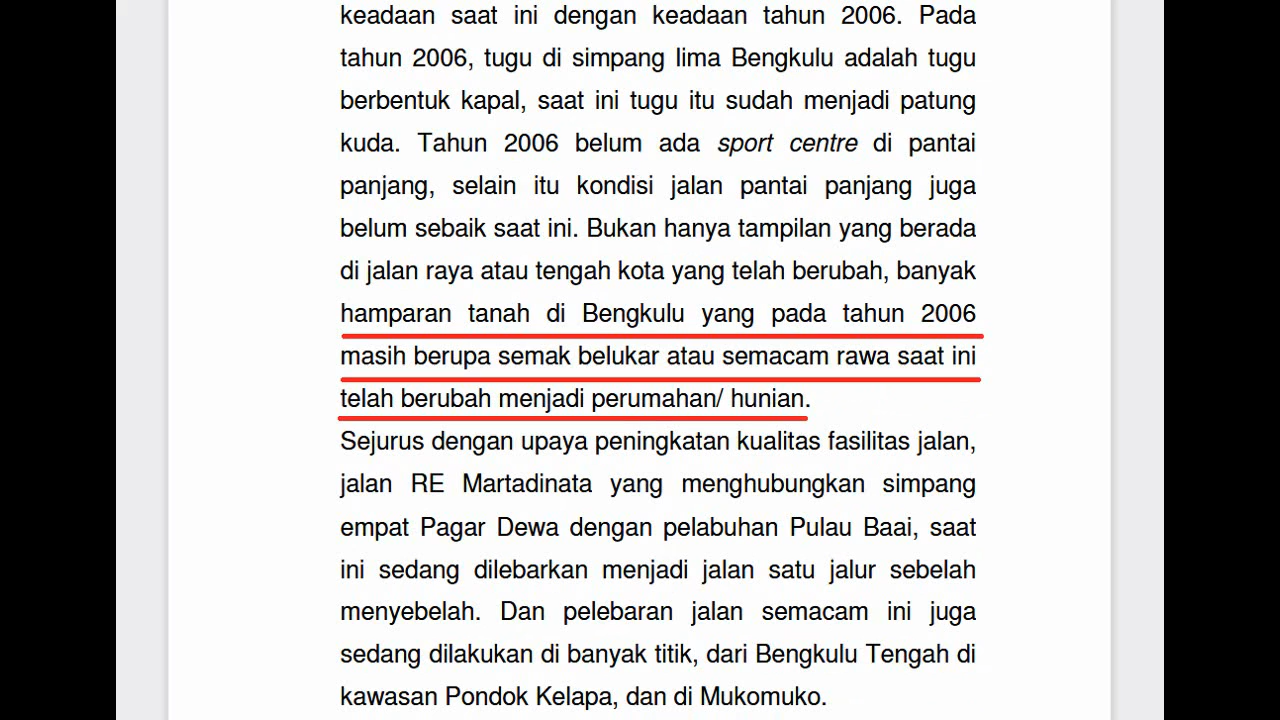 keadaan saat ini dengan keadaan tahun 2006. Pada
tahun 2006, tugu di simpang lima Bengkulu adalah tugu
berbentuk kapal, saat ini tugu itu sudah menjadi patung
kuda. Tahun 2006 belum ada sport centre di pantai
panjang, selain itu kondisi jalan pantai panjang juga
belum sebaik saat ini. Bukan hanya tampilan yang berada
di jalan raya atau tengah kota yang telah berubah, banyak
hamparan tanah di Bengkulu yang pada tahun 2006
masih berupa semak belukar atau semacam rawa saat ini
telah berubah menjadi perumahan/ hunian.
Sejurus dengan upaya peningkatan kualitas fasilitas jalan,
jalan RE Martadinata yang menghubungkan simpang
empat Pagar Dewa dengan pelabuhan Pulau Baai, saat
ini sedang dilebarkan menjadi jalan satu jalur sebelah
menyebelah. Dan pelebaran jalan semacam ini juga
sedang dilakukan di banyak titik, dari Bengkulu Tengah di
kawasan Pondok Kelapa, dan di Mukomuko.